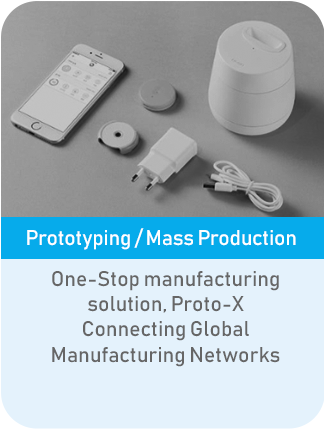 Prototyping / Mass Production
One-Stop manufacturing
solution, Proto-X
Connecting Global
Manufacturing Networks